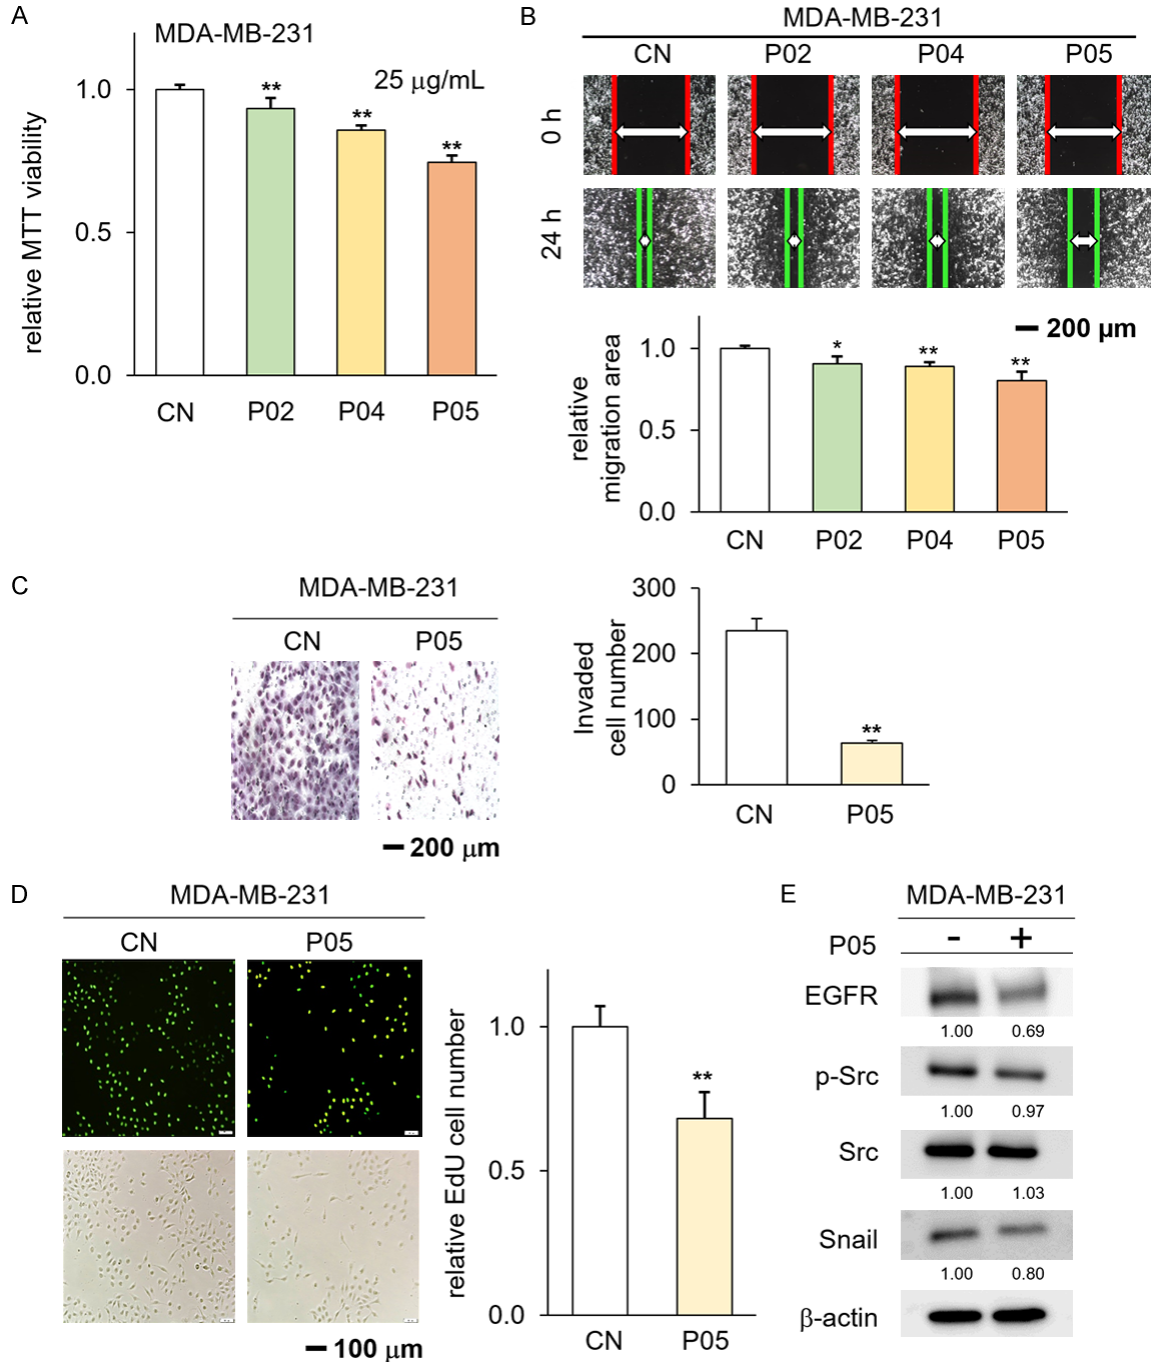 A
MDA-MB-231
25 μg/mL
relative MTT viability
1.0
0.5
0.0
**
**
**
CN P02 P04 P05
B
MDA-MB-231
CN P02 P04 P05
0 h
24 h
200 μm
relative
migration area
1.0
0.5
0.0
*
**
**
CN P02 P04 P05
C
MDA-MB-231
CN P05
200 μm
Invaded
cell number
300
200
100
0
**
CN P05
D
MDA-MB-231
CN P05
100 μm
relative EdU cell number
1.0
0.5
0.0
**
CN P05
E
MDA-MB-231
P05 - +
EGFR
1.00 0.69
p-Src
1.00 0.97
Src
1.00 1.03
Snail
1.00 0.80
β-actin